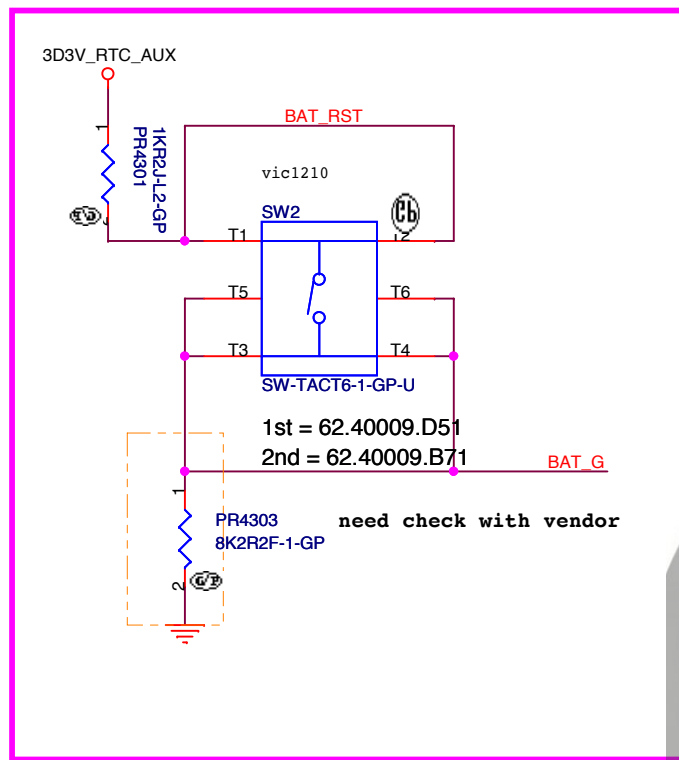 3D3V_RTC_AUX
BAT_RST
1
1KR2J-L2-GP
PR4301
vic1210
SW2
T1
T5
T6
T3
T4
SW-TACT6-1-GP-U
1st = 62.40009.D51
2nd = 62.40009.B71
BAT_G
1
PR4303
8K2R2F-1-GP
need check with vendor
2
G/P